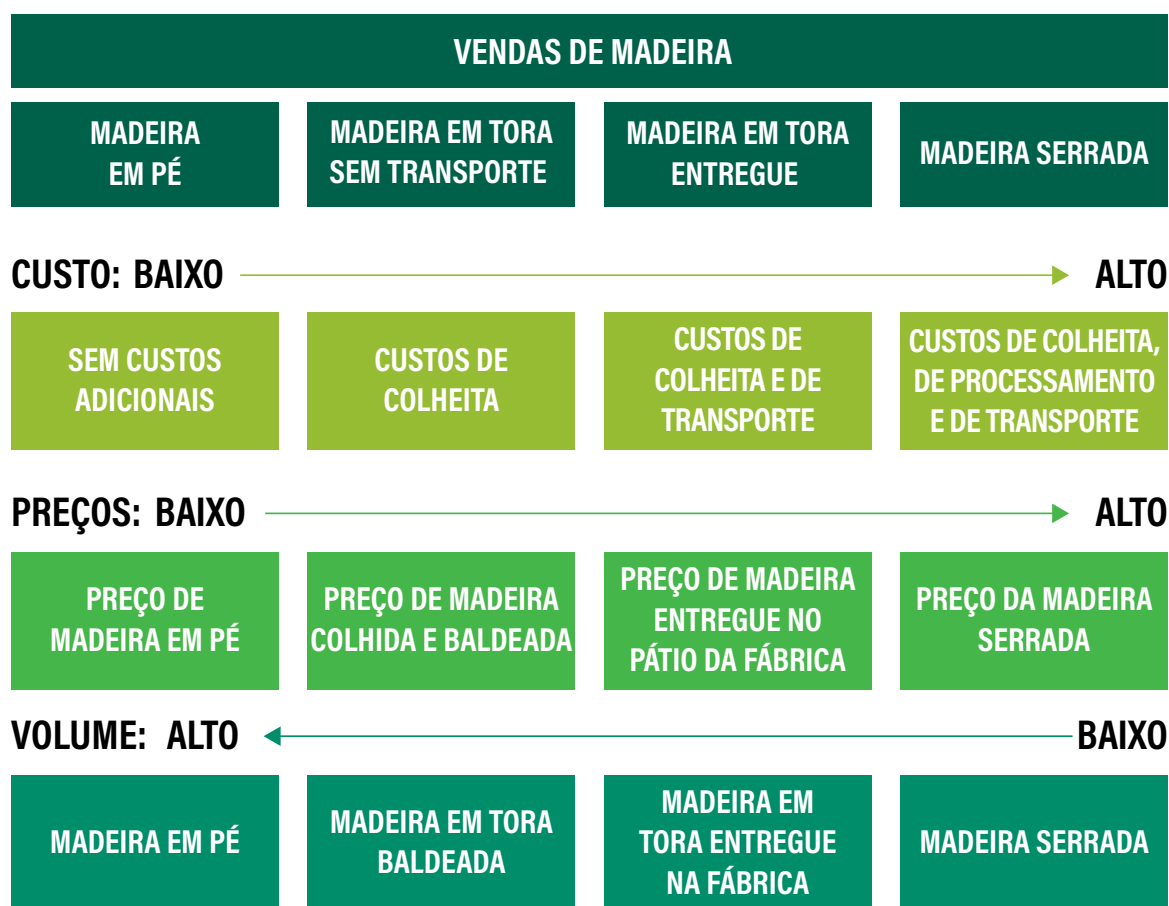 VENDAS DE MADEIRA
MADEIRA
EM PÉ
MADEIRA EM TORA
SEM TRANSPORTE
MADEIRA EM TORA
ENTREGUE
MADEIRA SERRADA
CUSTO: BAIXO
ALTO
SEM CUSTOS
ADICIONAIS
CUSTOS DE
COLHEITA
CUSTOS DE
COLHEITA E DE
TRANSPORTE
CUSTOS DE COLHEITA,
DE PROCESSAMENTO
E DE TRANSPORTE
PREÇOS: BAIXO
ALTO
PREÇO DE
MADEIRA EM PÉ
PREÇO DE MADEIRA
COLHIDA E BALDEADA
PREÇO DE MADEIRA
ENTREGUE NO
PÁTIO DA FÁBRICA
PREÇO DA MADEIRA
SERRADA
VOLUME: ALTO
BAIXO
MADEIRA EM PÉ
MADEIRA EM TORA
BALDEADA
MADEIRA EM
TORA ENTREGUE
NA FÁBRICA
MADEIRA SERRADA